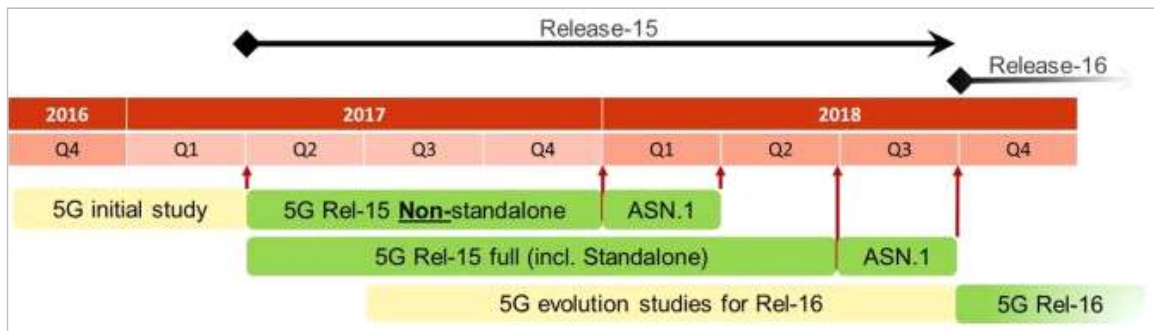 Release-15
Release-16
2016 2017 2018
Q4 Q1 Q2 Q3 Q4 Q1 Q2 Q3 Q4
5G initial study 5G Rel-15 Non-standalone ASN.1
5G Rel-15 full (incl. Standalone) ASN.1
5G evolution studies for Rel-16 5G Rel-16